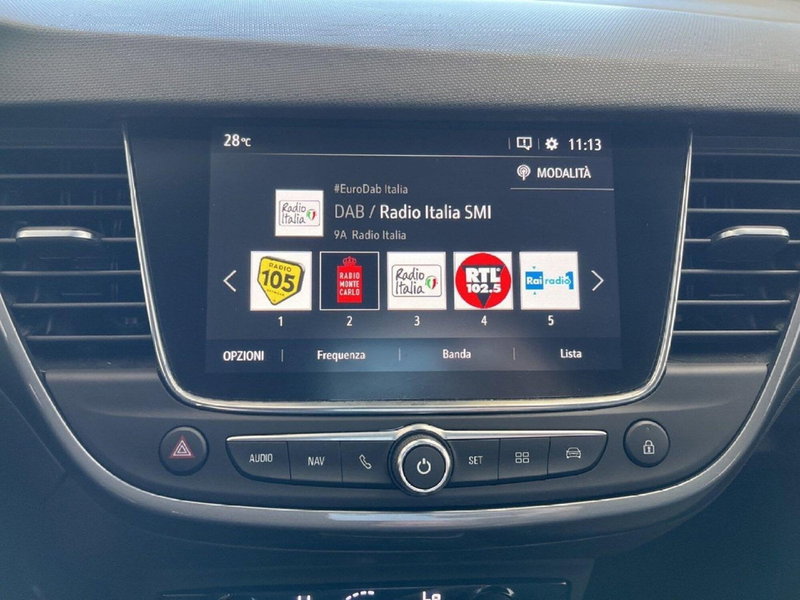 28°C 11:13
MODALITÀ
#EuroDab Italia
DAB / Radio Italia SMI
9A Radio Italia
Radio Italia
RADIO 105 NETWORK
RADIO MONTE CARLO
Radio Italia
RTL 102.5
Rai radio 1
1 2 3 4 5
OPZIONI Frequenza Banda Lista
AUDIO NAV SET
Lo